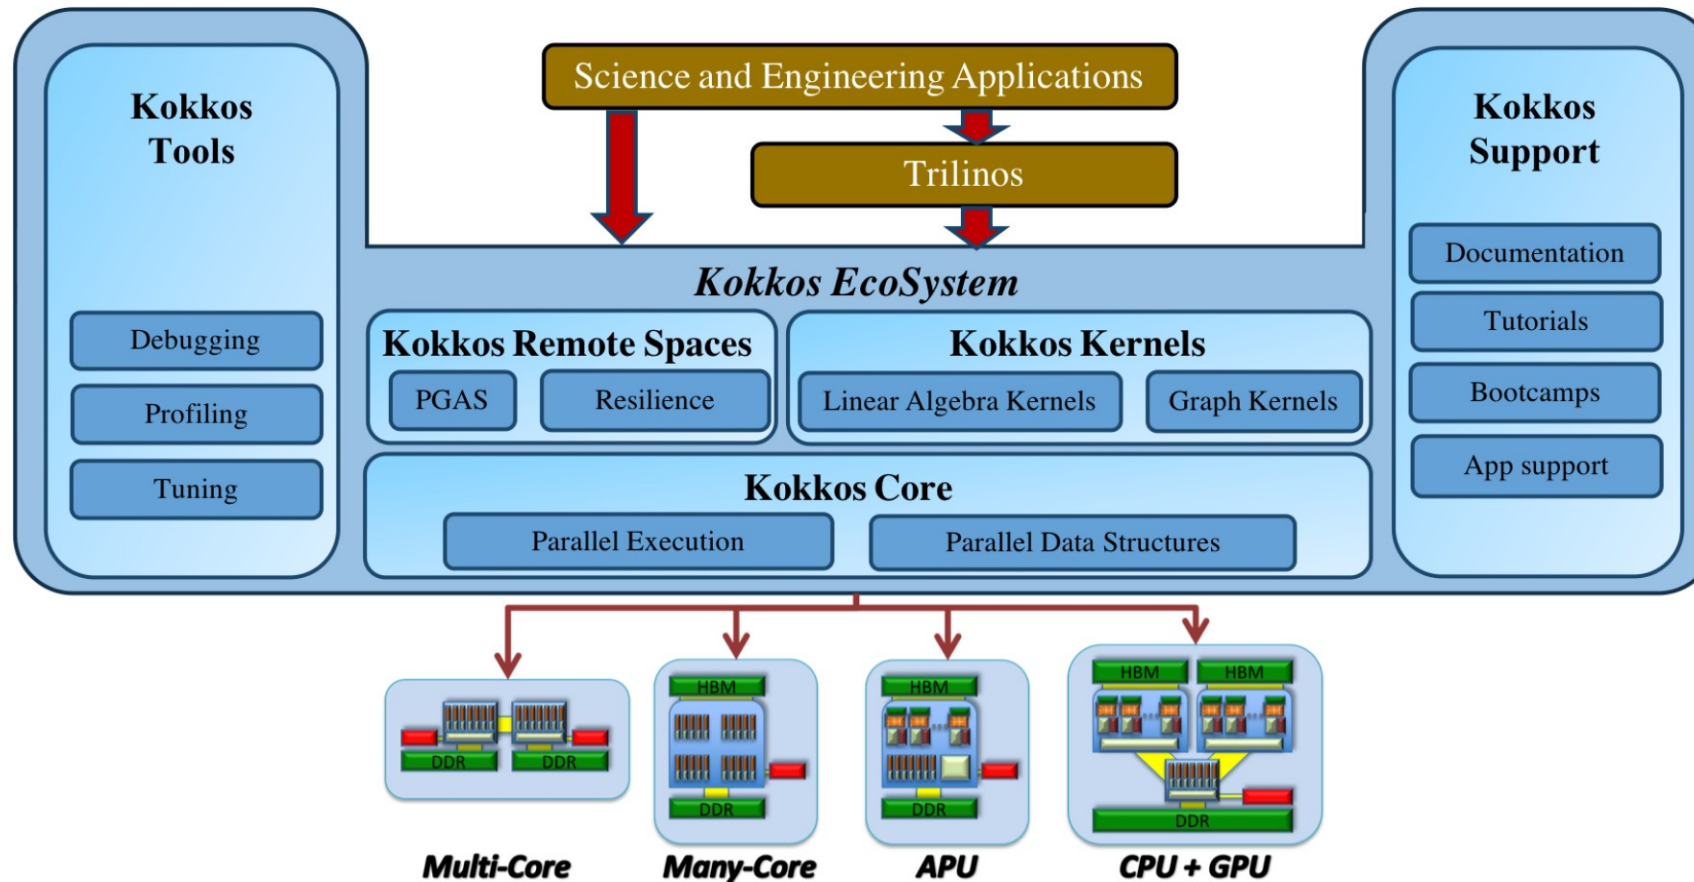 Kokkos
Tools
Debugging
Profiling
Tuning
Science and Engineering Applications
Trilinos
Kokkos EcoSystem
Kokkos Remote Spaces
PGAS
Resilience
Kokkos Kernels
Linear Algebra Kernels
Graph Kernels
Kokkos Core
Parallel Execution
Parallel Data Structures
Kokkos
Support
Documentation
Tutorials
Bootcamps
App support
DDR
DDR
Multi-Core
HBM
DDR
Many-Core
HBM
DDR
APU
HBM
HBM
DDR
CPU + GPU